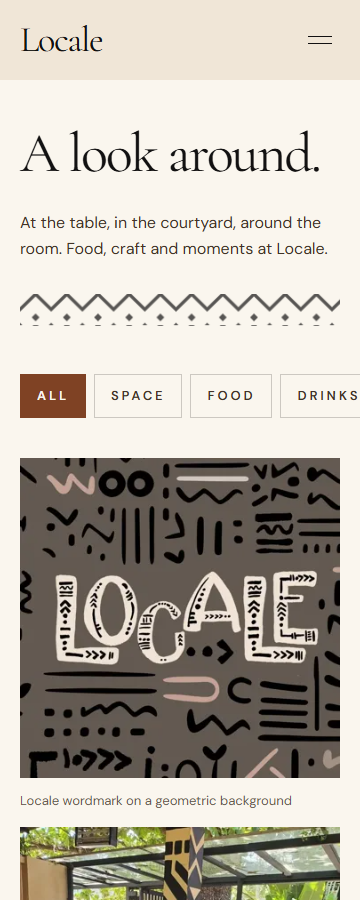 Locale
A look around.
At the table, in the courtyard, around the
room. Food, craft and moments at Locale.
ALL
SPACE
FOOD
DRINKS
LOCALE
Locale wordmark on a geometric background